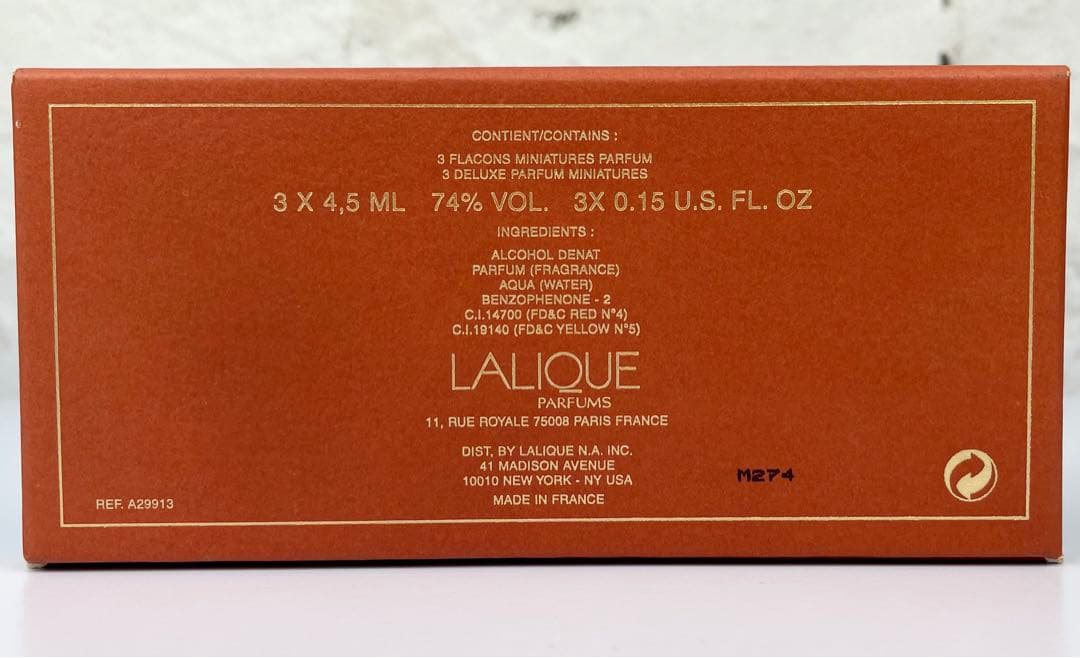 CONTIENT/CONTAINS :
3 FLACONS MINIATURES PARFUM
3 DELUXE PARFUM MINIATURES
3 X 4,5 ML 74% VOL. 3X 0.15 U.S. FL. OZ
INGREDIENTS :
ALCOHOL DENAT
PARFUM (FRAGRANCE)
AQUA (WATER)
BENZOPHENONE - 2
C.I.14700 (FD&C RED N°4)
C.I.19140 (FD&C YELLOW N°5)
LALIQUE
PARFUMS
11, RUE ROYALE 75008 PARIS FRANCE
DIST, BY LALIQUE N.A. INC.
41 MADISON AVENUE
10010 NEW YORK - NY USA
MADE IN FRANCE
M274
REF. A29913